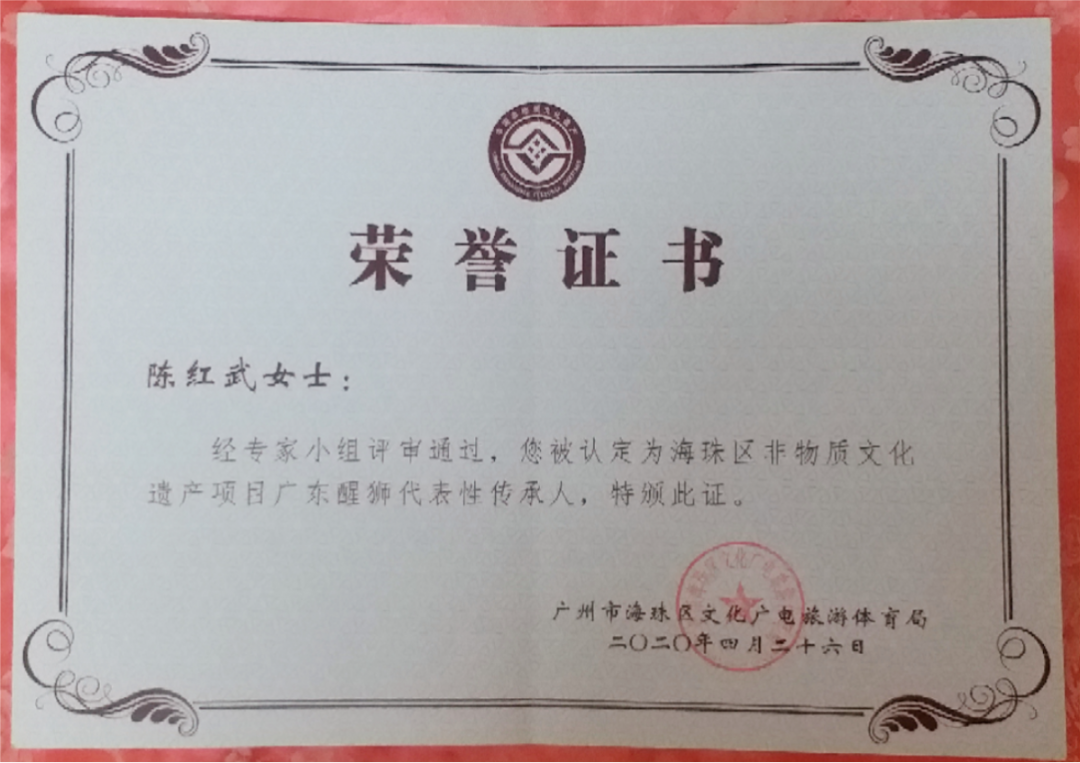 荣誉证书
陈红武女士：
经专家小组评审通过，您被认定为海珠区非物质文化
遗产项目广东醒狮代表性传承人，特颁此证。
广州市海珠区文化广电旅游体育局
二〇二〇年四月二十六日